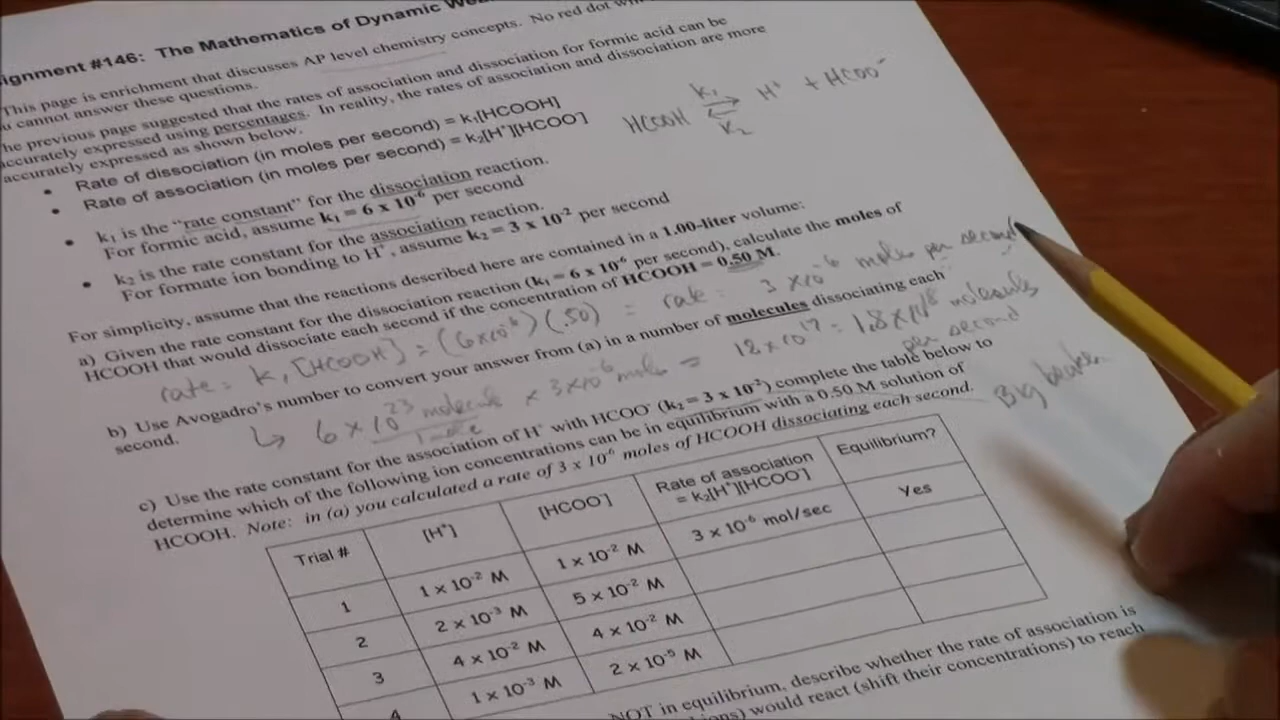 ignment #146: The Mathematics of Dynamic
This page is enrichment that discusses AP level chemistry concepts. No red dot
u cannot answer these questions.
he previous page suggested that the rates of association and dissociation for formic acid can be
accurately expressed using percentages. In reality, the rates of association and dissociation are more
accurately expressed as shown below.
• Rate of dissociation (in moles per second) = k₁[HCOOH]
• Rate of association (in moles per second) = k₂[H⁺][HCOO⁻]
HCOOH k₁ ⇌ k₂ H⁺ + HCOO⁻
• k₁ is the "rate constant" for the dissociation reaction.
For formic acid, assume k₁ = 6 x 10⁻⁶ per second
• k₂ is the rate constant for the association reaction.
For formate ion bonding to H⁺, assume k₂ = 3 x 10⁻² per second
For simplicity, assume that the reactions described here are contained in a 1.00-liter volume:
a) Given the rate constant for the dissociation reaction (k₁ = 6 x 10⁻⁶ per second), calculate the moles of
HCOOH that would dissociate each second if the concentration of HCOOH = 0.50 M.
rate = k₁ [HCOOH] = (6x10⁻⁶)(.50) = rate = 3 x10⁻⁶ moles per second
b) Use Avogadro's number to convert your answer from (a) in a number of molecules dissociating each
second.
↳ 6 x 10²³ molecules / 1 mole x 3x10⁻⁶ mole = 18 x 10¹⁷ = 1.8 x 10¹⁸ molecules per second
Big beaker
c) Use the rate constant for the association of H⁺ with HCOO⁻ (k₂ = 3 x 10⁻²) complete the table below to
determine which of the following ion concentrations can be in equilibrium with a 0.50 M solution of
HCOOH. Note: in (a) you calculated a rate of 3 x 10⁻⁶ moles of HCOOH dissociating each second.
Trial # [H⁺] [HCOO⁻] Rate of association = k₂[H⁺][HCOO⁻] Equilibrium?
1 1 x 10⁻² M 1 x 10⁻² M 3 x 10⁻⁶ mol/sec Yes
2 2 x 10⁻³ M 5 x 10⁻² M
3 4 x 10⁻² M 4 x 10⁻² M
4 1 x 10⁻³ M 2 x 10⁻⁵ M
NOT in equilibrium, describe whether the rate of association is
would react (shift their concentrations) to reach